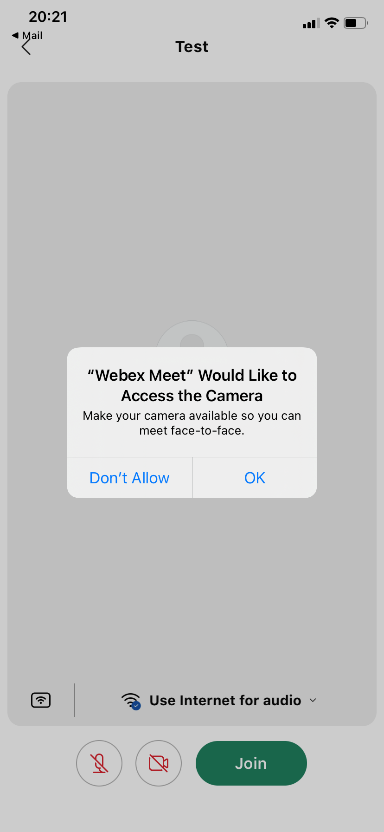 20:21
◀ Mail
Test
“Webex Meet” Would Like to
Access the Camera
Make your camera available so you can
meet face-to-face.
Don’t Allow
OK
Use Internet for audio
Join